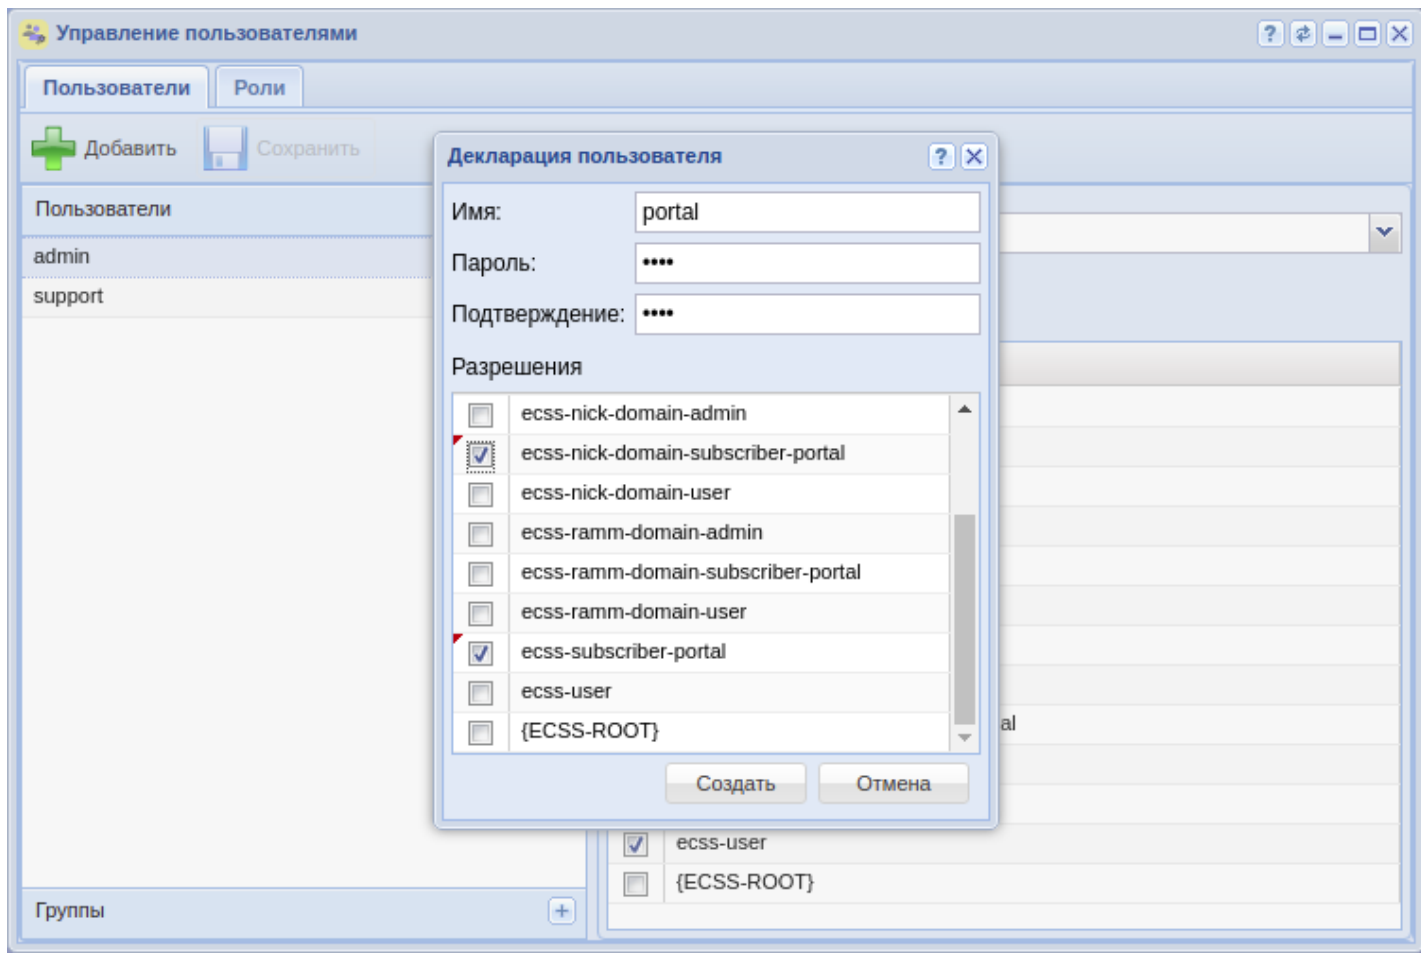 Управление пользователями
Пользователи Роли
Добавить Сохранить
Пользователи
admin
support
Группы
Декларация пользователя
Имя: portal
Пароль: ••••
Подтверждение: ••••
Разрешения
ecss-nick-domain-admin
ecss-nick-domain-subscriber-portal
ecss-nick-domain-user
ecss-ramm-domain-admin
ecss-ramm-domain-subscriber-portal
ecss-ramm-domain-user
ecss-subscriber-portal
ecss-user
{ECSS-ROOT}
Создать Отмена
al
ecss-user
{ECSS-ROOT}